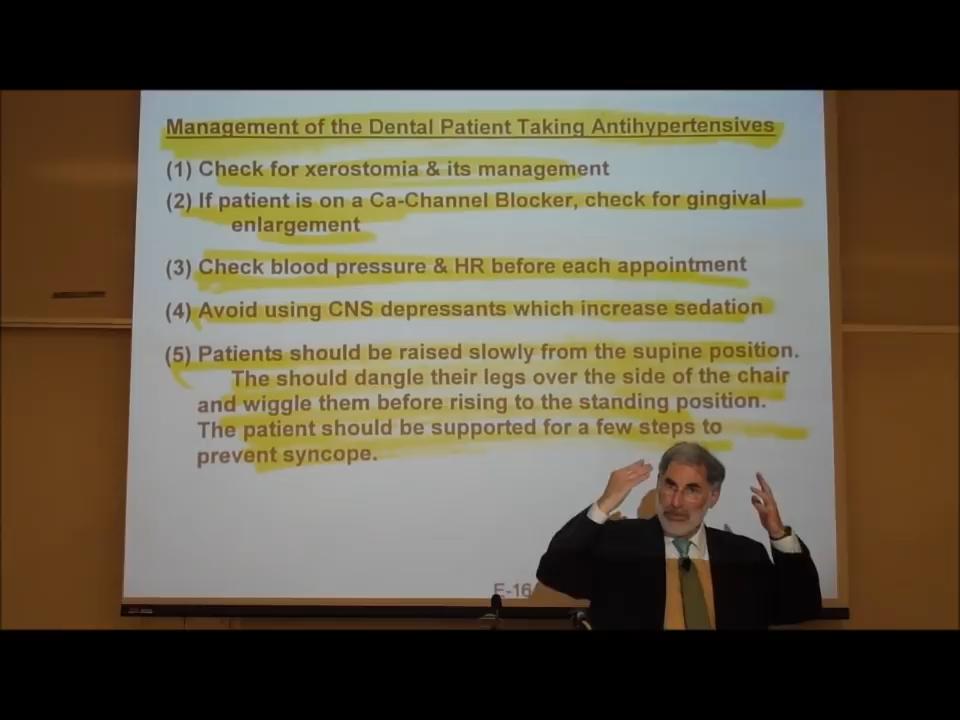 Management of the Dental Patient Taking Antihypertensives
(1) Check for xerostomia & its management
(2) If patient is on a Ca-Channel Blocker, check for gingival
enlargement
(3) Check blood pressure & HR before each appointment
(4) Avoid using CNS depressants which increase sedation
(5) Patients should be raised slowly from the supine position.
The should dangle their legs over the side of the chair
and wiggle them before rising to the standing position.
The patient should be supported for a few steps to
prevent syncope.
E-16